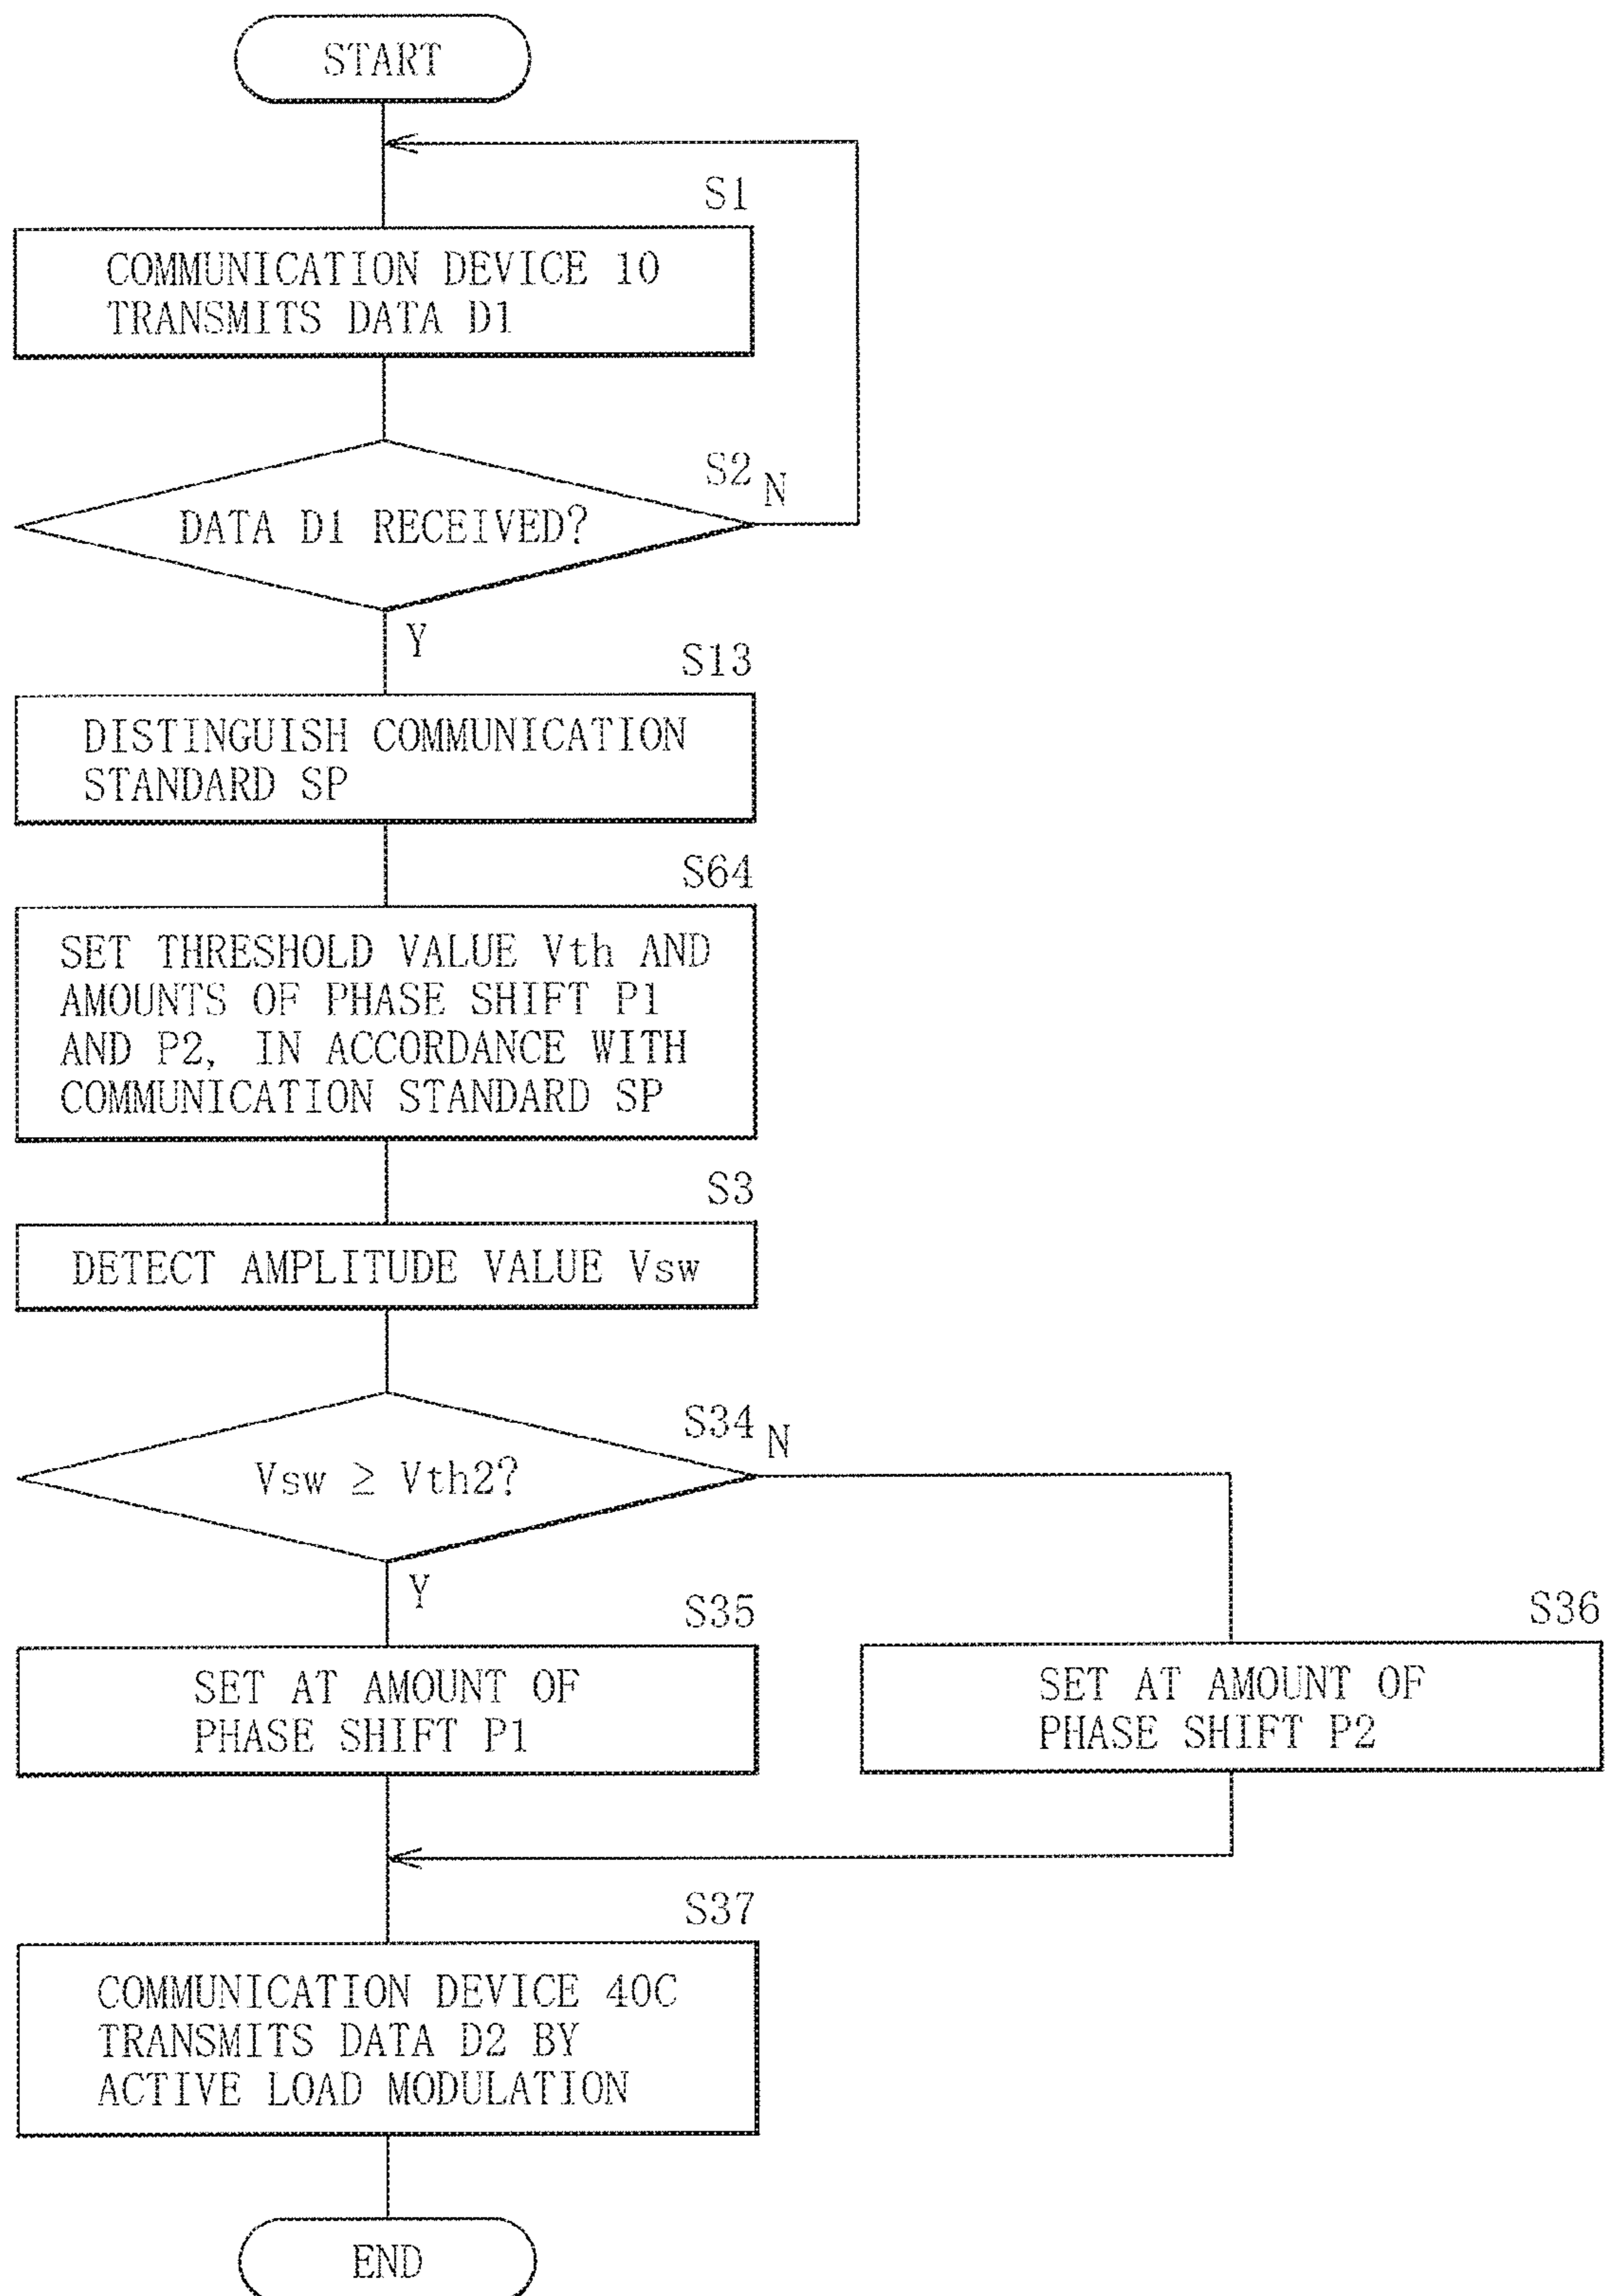 START
S1
COMMUNICATION DEVICE 10
TRANSMITS DATA D1
S2
N
DATA D1 RECEIVED?
Y
S13
DISTINGUISH COMMUNICATION
STANDARD SP
S64
SET THRESHOLD VALUE Vth AND
AMOUNTS OF PHASE SHIFT P1
AND P2, IN ACCORDANCE WITH
COMMUNICATION STANDARD SP
S3
DETECT AMPLITUDE VALUE Vsw
S34
N
Vsw ≥ Vth2?
Y
S35
SET AT AMOUNT OF
PHASE SHIFT P1
S36
SET AT AMOUNT OF
PHASE SHIFT P2
S37
COMMUNICATION DEVICE 40C
TRANSMITS DATA D2 BY
ACTIVE LOAD MODULATION
END